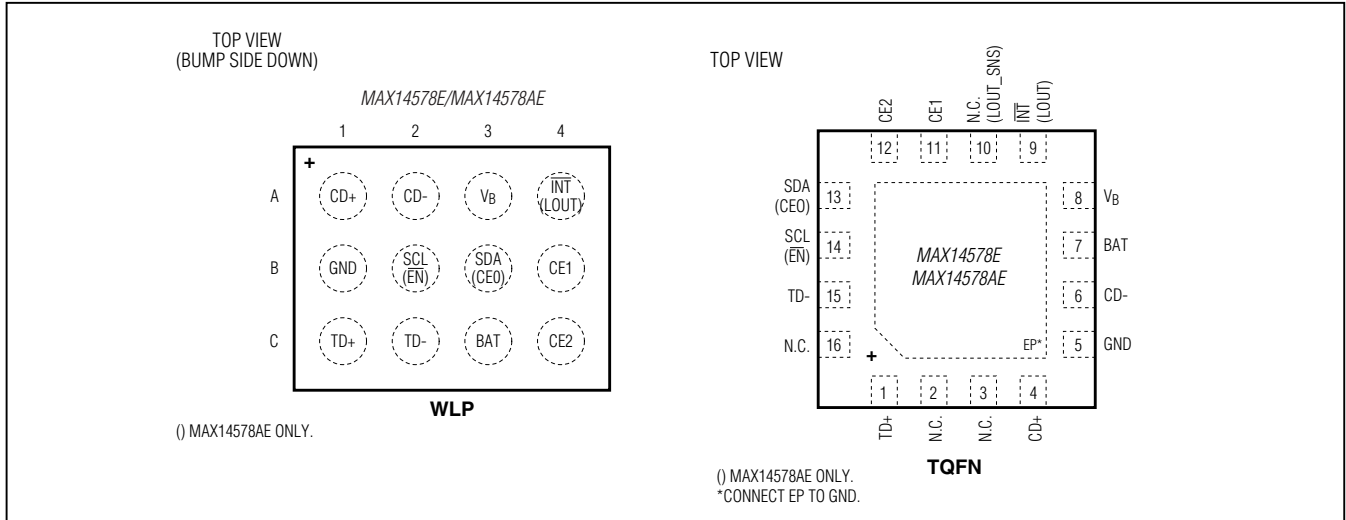 TOP VIEW
(BUMP SIDE DOWN)
MAX14578E/MAX14578AE
1 2 3 4
+
A CD+ CD- VB INT (LOUT)
B GND SCL (EN) SDA (CE0) CE1
C TD+ TD- BAT CE2
WLP
() MAX14578AE ONLY.
TOP VIEW
CE2
CE1
N.C.
(LOUT_SNS)
INT
(LOUT)
12 11 10 9
SDA
(CE0)
13
SCL
(EN)
14
TD- 15
N.C. 16
MAX14578E
MAX14578AE
8 VB
7 BAT
6 CD-
5 GND
EP*
+
1 2 3 4
TD+
N.C.
N.C.
CD+
TQFN
() MAX14578AE ONLY.
*CONNECT EP TO GND.